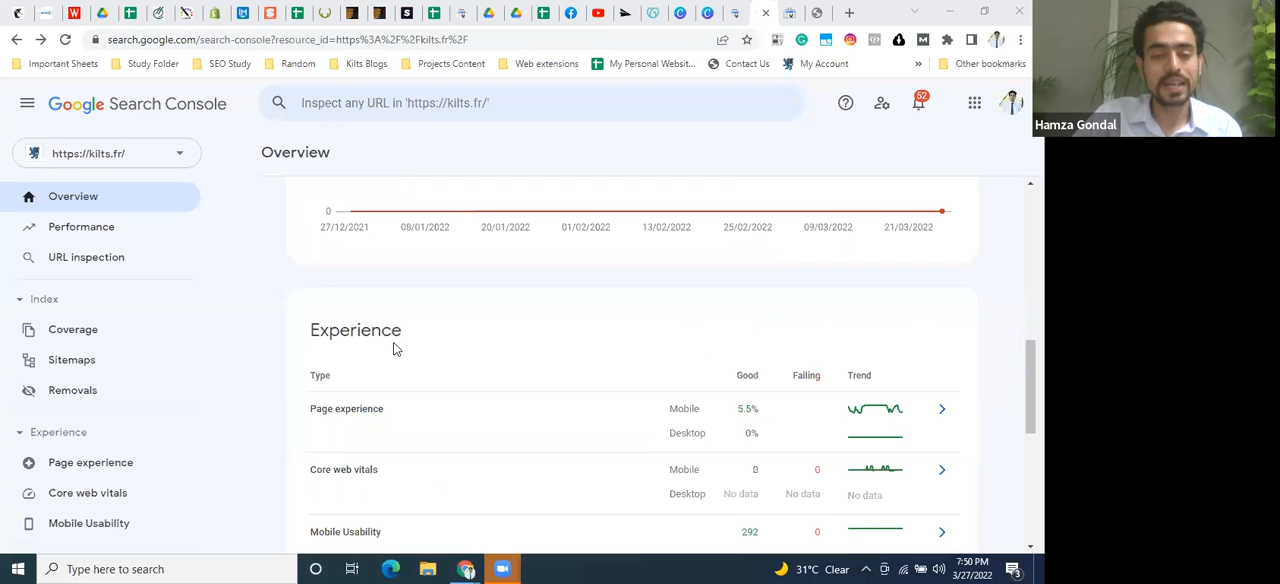 search.google.com/search-console?resource_id=https%3A%2F%2Fkilts.fr%2F
Important Sheets
Study Folder
SEO Study
Random
Kilts Blogs
Projects Content
Web extensions
My Personal Websit...
Contact Us
My Account
»
Other bookmarks
Google Search Console
Inspect any URL in 'https://kilts.fr/'
52
Hamza Gondal
https://kilts.fr/
Overview
Overview
Performance
URL inspection
Index
Coverage
Sitemaps
Removals
Experience
Page experience
Core web vitals
Mobile Usability
0
27/12/2021 08/01/2022 20/01/2022 01/02/2022 13/02/2022 25/02/2022 09/03/2022 21/03/2022
Experience
Type Good Failing Trend
Page experience Mobile 5.5%
Desktop 0%
Core web vitals Mobile 0 0
Desktop No data No data No data
Mobile Usability 292 0
Type here to search
31°C Clear
7:50 PM
3/27/2022
3